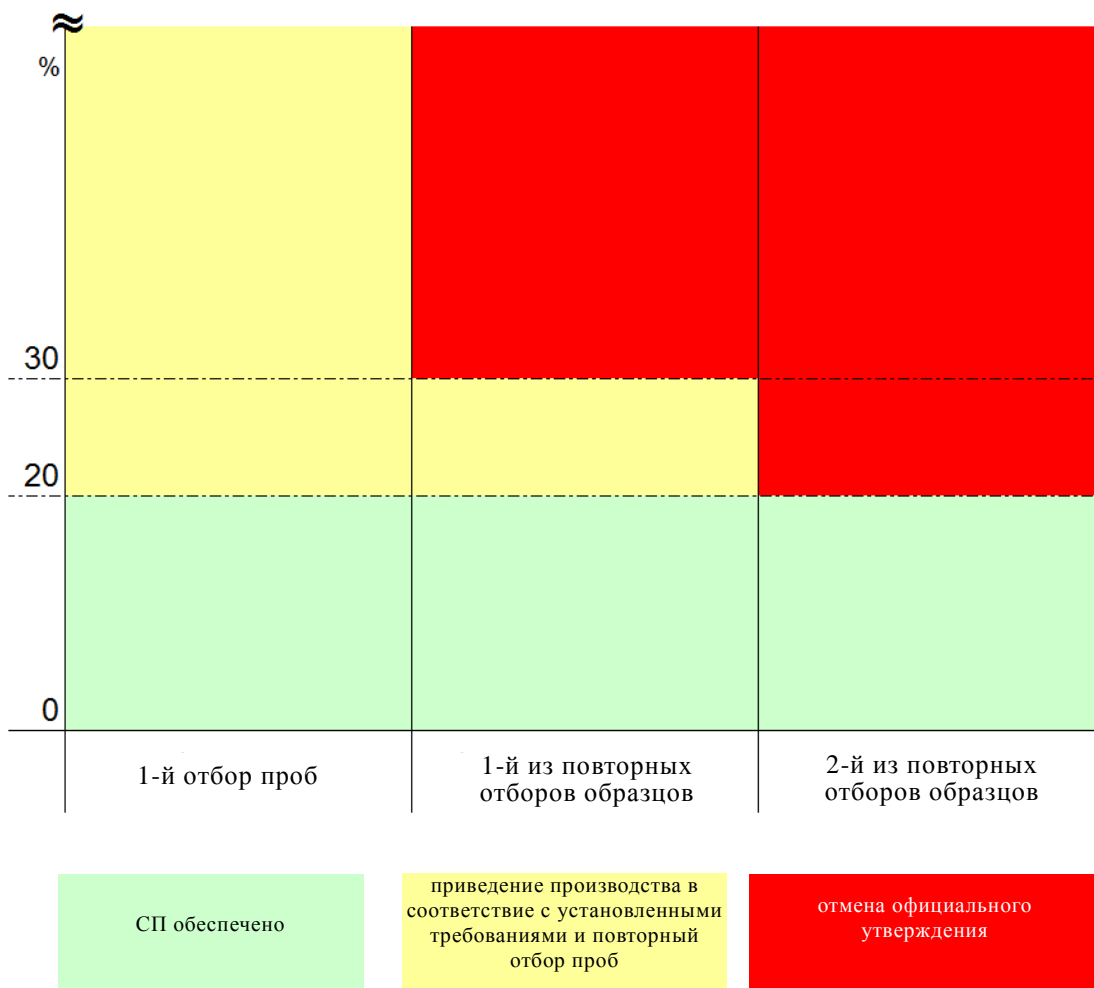 ≈
%
30
20
0
1-й отбор проб
1-й из повторных
отборов образцов
2-й из повторных
отборов образцов
СП обеспечено
приведение производства в
соответствие с установленными
требованиями и повторный
отбор проб
отмена официального
утверждения